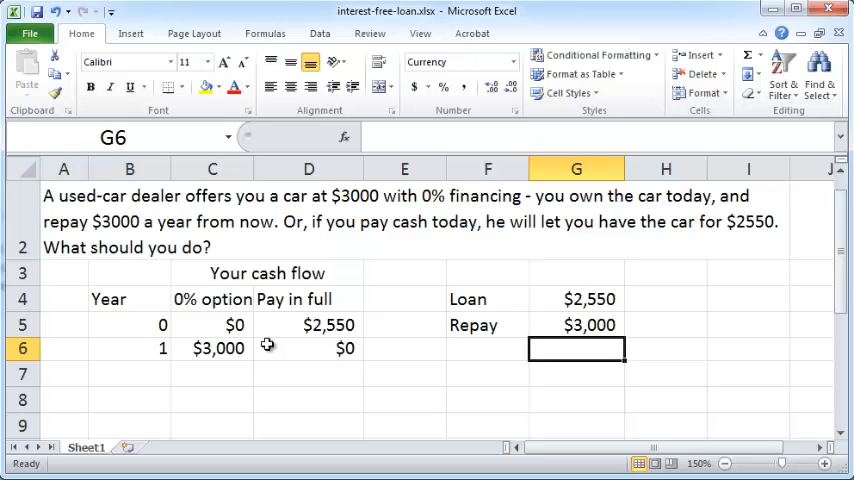 interest-free-loan.xlsx - Microsoft Excel
File Home Insert Page Layout Formulas Data Review View Acrobat
Paste Calibri 11 A A Currency Conditional Formatting Insert Σ
B I U A $ % , .0 .00 .00 .0 Format as Table Delete Sort & Filter Find & Select
Cell Styles Format
Clipboard Font Alignment Number Styles Cells Editing
G6 fx
A B C D E F G H I J
2 A used-car dealer offers you a car at $3000 with 0% financing - you own the car today, and
repay $3000 a year from now. Or, if you pay cash today, he will let you have the car for $2550.
What should you do?
3 Your cash flow
4 Year 0% option Pay in full Loan $2,550
5 0 $0 $2,550 Repay $3,000
6 1 $3,000 $0
7
8
9
Sheet1
Ready 150%